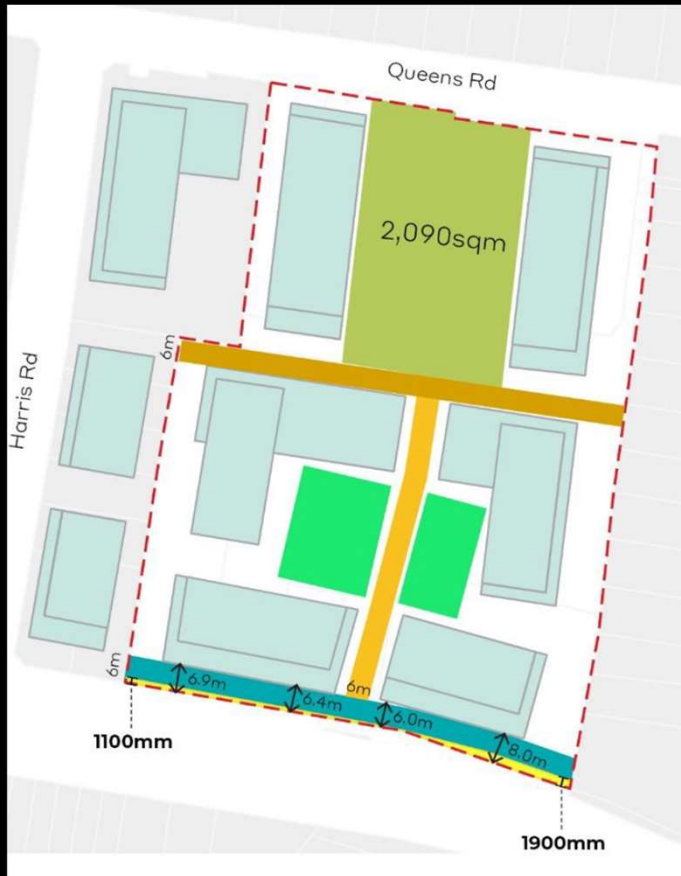 Queens Rd
2,090sqm
6m
Harris Rd
6m
6.9m
6.4m
6m
6.0m
8.0m
1100mm
1900mm